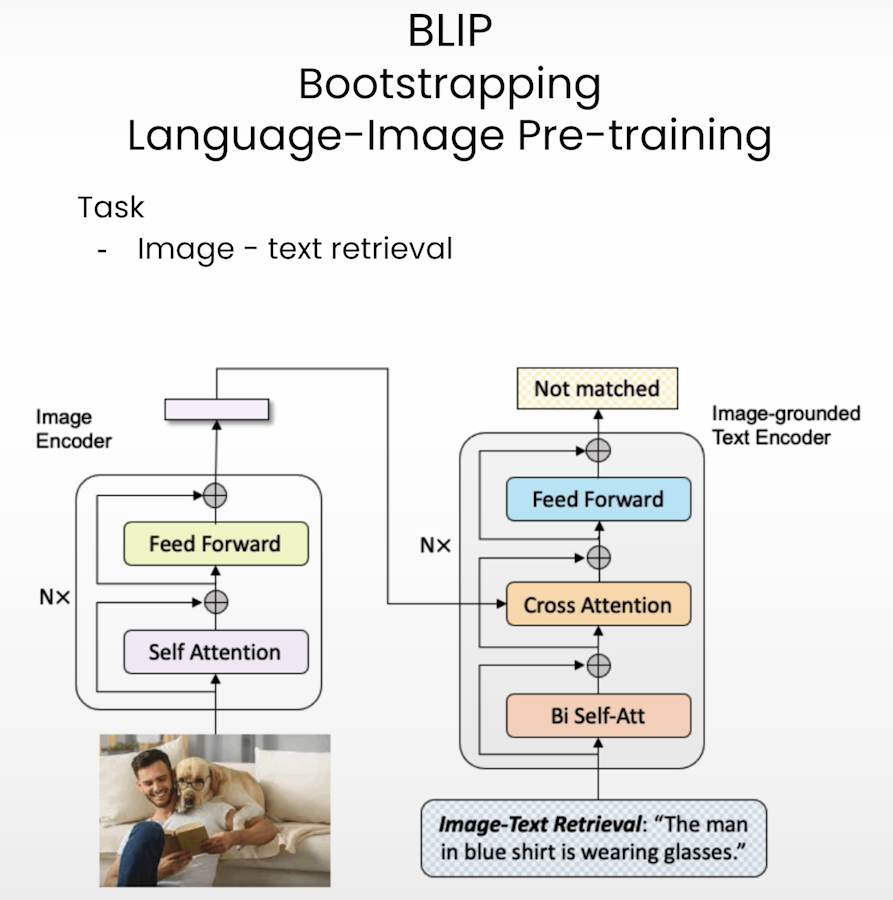 BLIP
Bootstrapping
Language-Image Pre-training
Task
- Image - text retrieval
Image
Encoder
Feed Forward
Self Attention
N×
Not matched
Image-grounded
Text Encoder
Feed Forward
N×
Cross Attention
Bi Self-Att
Image-Text Retrieval: “The man
in blue shirt is wearing glasses.”